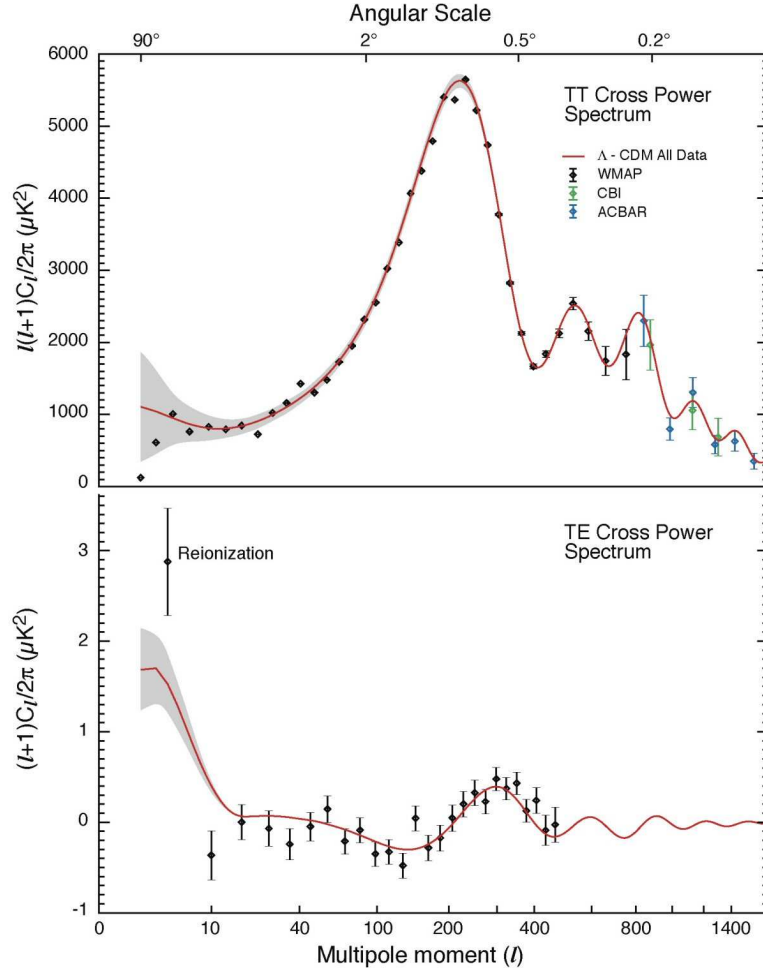 Angular Scale
90° 2° 0.5° 0.2°
6000
5000
4000
3000
2000
1000
0
l(l+1)Cl/2π (μK2)
TT Cross Power
Spectrum
Λ - CDM All Data
WMAP
CBI
ACBAR
3
2
1
0
-1
(l+1)Cl/2π (μK2)
Reionization
TE Cross Power
Spectrum
0 10 40 100 200 400 800 1400
Multipole moment (l)